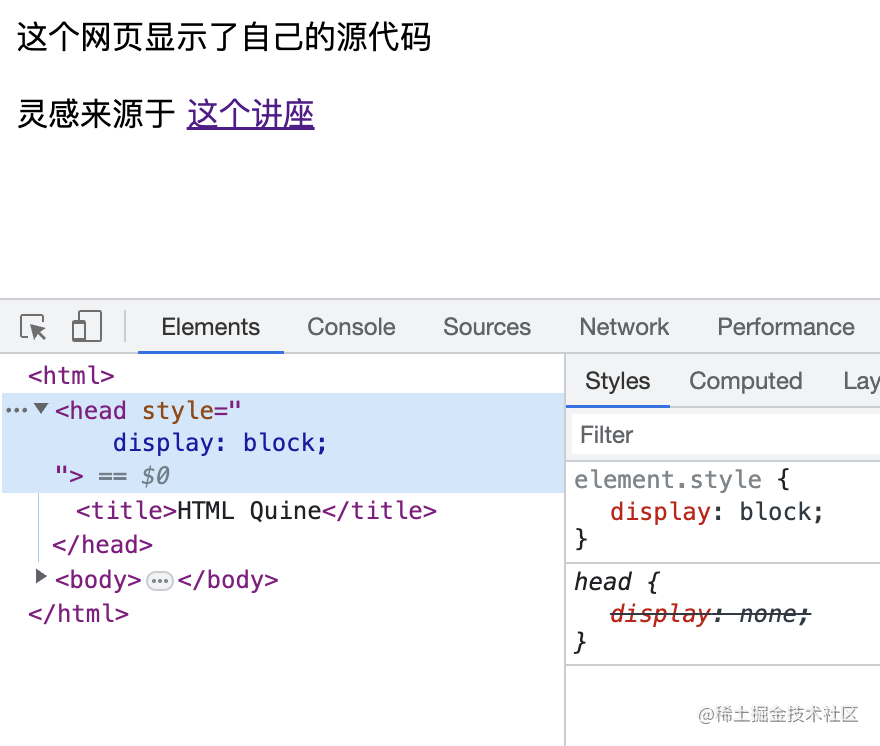 这个网页显示了自己的源代码
灵感来源于 这个讲座
Elements Console Sources Network Performance
<html>
<head style="
display: block;
"> == $0
<title>HTML Quine</title>
</head>
<body>…</body>
</html>
Styles Computed Lay
Filter
element.style {
display: block;
}
head {
display: none;
}
@稀土掘金技术社区